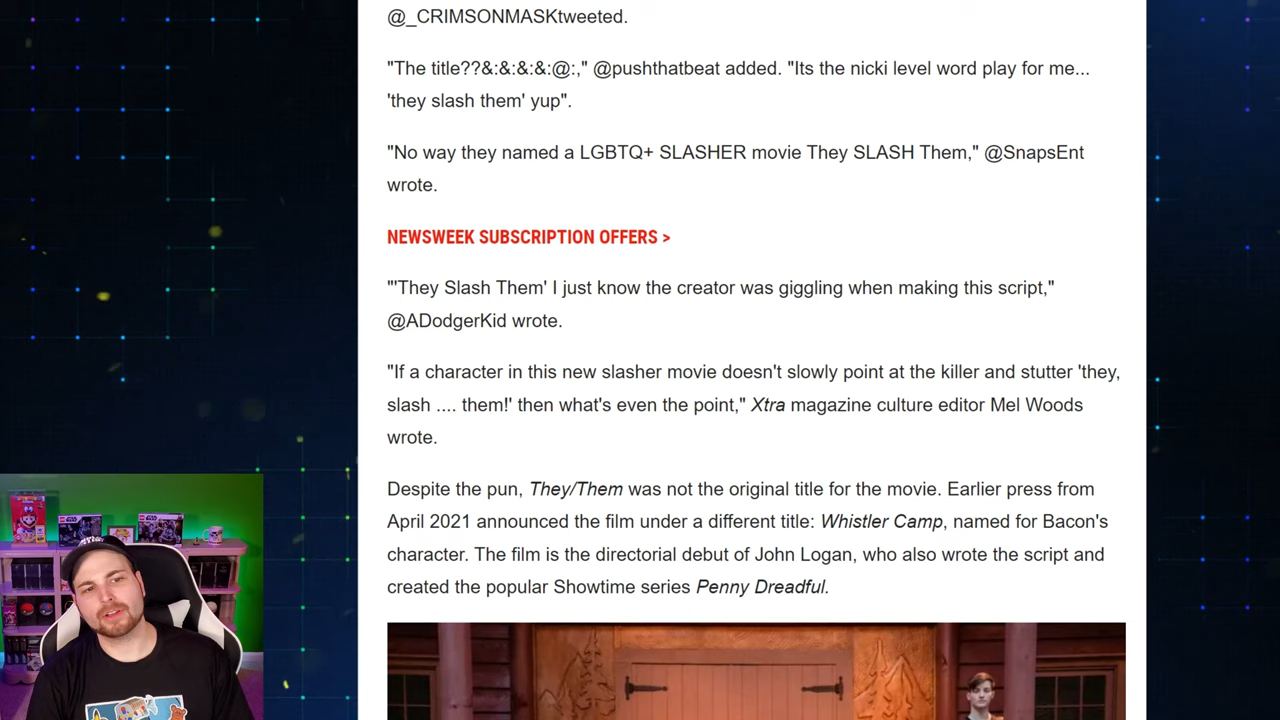 @_CRIMSONMASKtweeted.
"The title??&:&:&:&:@:," @pushthatbeat added. "Its the nicki level word play for me...
'they slash them' yup".
"No way they named a LGBTQ+ SLASHER movie They SLASH Them," @SnapsEnt
wrote.
NEWSWEEK SUBSCRIPTION OFFERS >
"'They Slash Them' I just know the creator was giggling when making this script,"
@ADodgerKid wrote.
"If a character in this new slasher movie doesn't slowly point at the killer and stutter 'they,
slash .... them!' then what's even the point," Xtra magazine culture editor Mel Woods
wrote.
Despite the pun, They/Them was not the original title for the movie. Earlier press from
April 2021 announced the film under a different title: Whistler Camp, named for Bacon's
character. The film is the directorial debut of John Logan, who also wrote the script and
created the popular Showtime series Penny Dreadful.